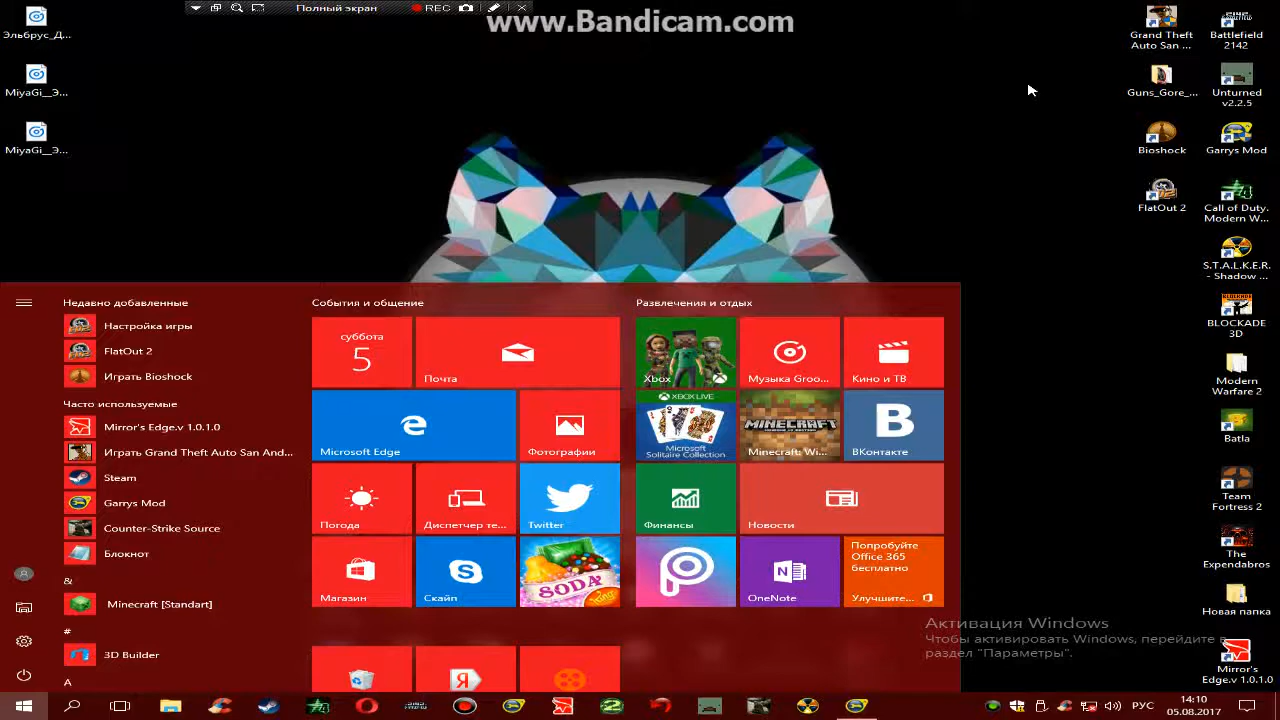 Полный экран
REC
www.Bandicam.com
Эльбрус_Д...
MiyaGi__Э...
MiyaGi__Э...
Grand Theft
Auto San ...
Battlefield
2142
Guns_Gore_...
Unturned
v2.2.5
Bioshock
Garrys Mod
FlatOut 2
Call of Duty.
Modern W...
S.T.A.L.K.E.R.
- Shadow ...
BLOCKADE
3D
Modern
Warfare 2
Batla
Team
Fortress 2
The
Expendabros
Новая папка
Mirror's
Edge.v 1.0.1.0
Недавно добавленные
Настройка игры
FlatOut 2
Играть Bioshock
Часто используемые
Mirror's Edge.v 1.0.1.0
Играть Grand Theft Auto San And...
Steam
Garrys Mod
Counter-Strike Source
Блокнот
&
Minecraft [Standart]
#
3D Builder
A
События и общение
суббота
5
Почта
Microsoft Edge
Фотографии
Погода
Диспетчер те...
Twitter
Магазин
Скайп
SODA
King
Развлечения и отдых
Xbox
Музыка Groo...
Кино и ТВ
XBOX LIVE
Microsoft
Solitaire Collection
MINECRAFT
Minecraft: Wi...
В
ВКонтакте
Финансы
Новости
OneNote
Попробуйте
Office 365
бесплатно
Улучшите...
Я
Активация Windows
Чтобы активировать Windows, перейдите в
раздел "Параметры".
РУС
14:10
05.08.2017